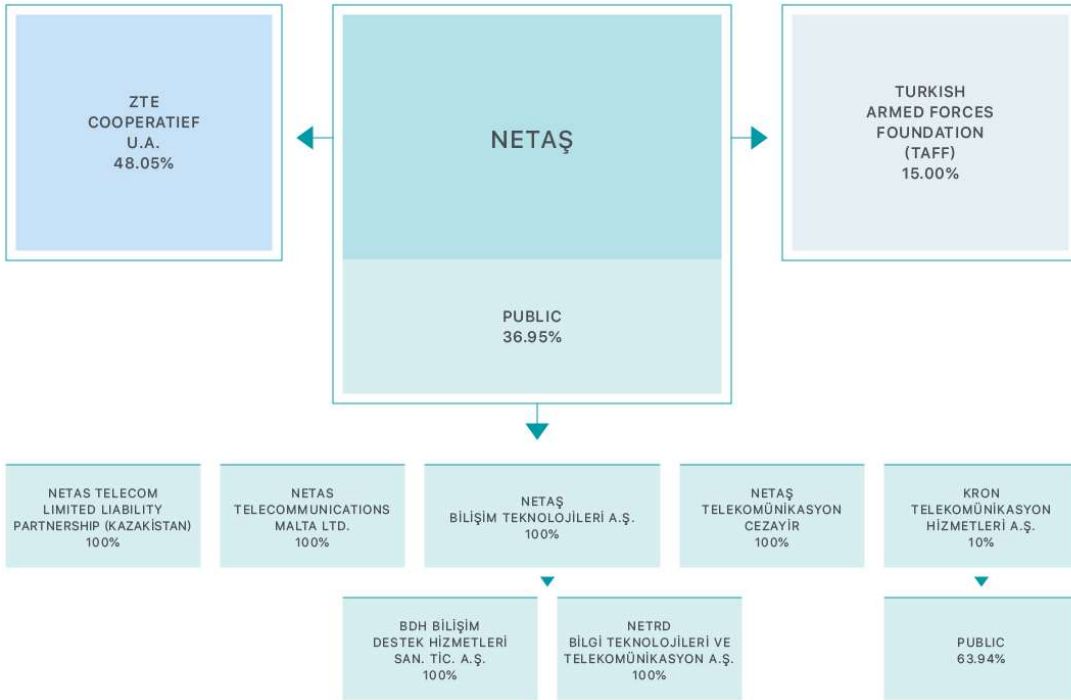 ZTE
COOPERATIEF
U.A.
48.05%
NETAŞ
TURKISH
ARMED FORCES
FOUNDATION
(TAFF)
15.00%
PUBLIC
36.95%
NETAS TELECOM
LIMITED LIABILITY
PARTNERSHIP (KAZAKİSTAN)
100%
NETAS
TELECOMMUNICATIONS
MALTA LTD.
100%
NETAŞ
BİLİŞİM TEKNOLOJİLERİ A.Ş.
100%
NETAŞ
TELEKOMÜNİKASYON
CEZAYİR
100%
KRON
TELEKOMÜNİKASYON
HİZMETLERİ A.Ş.
10%
BDH BİLİŞİM
DESTEK HİZMETLERİ
SAN. TİC. A.Ş.
100%
NETRD
BİLGİ TEKNOLOJİLERİ VE
TELEKOMÜNİKASYON A.Ş.
100%
PUBLIC
63.94%